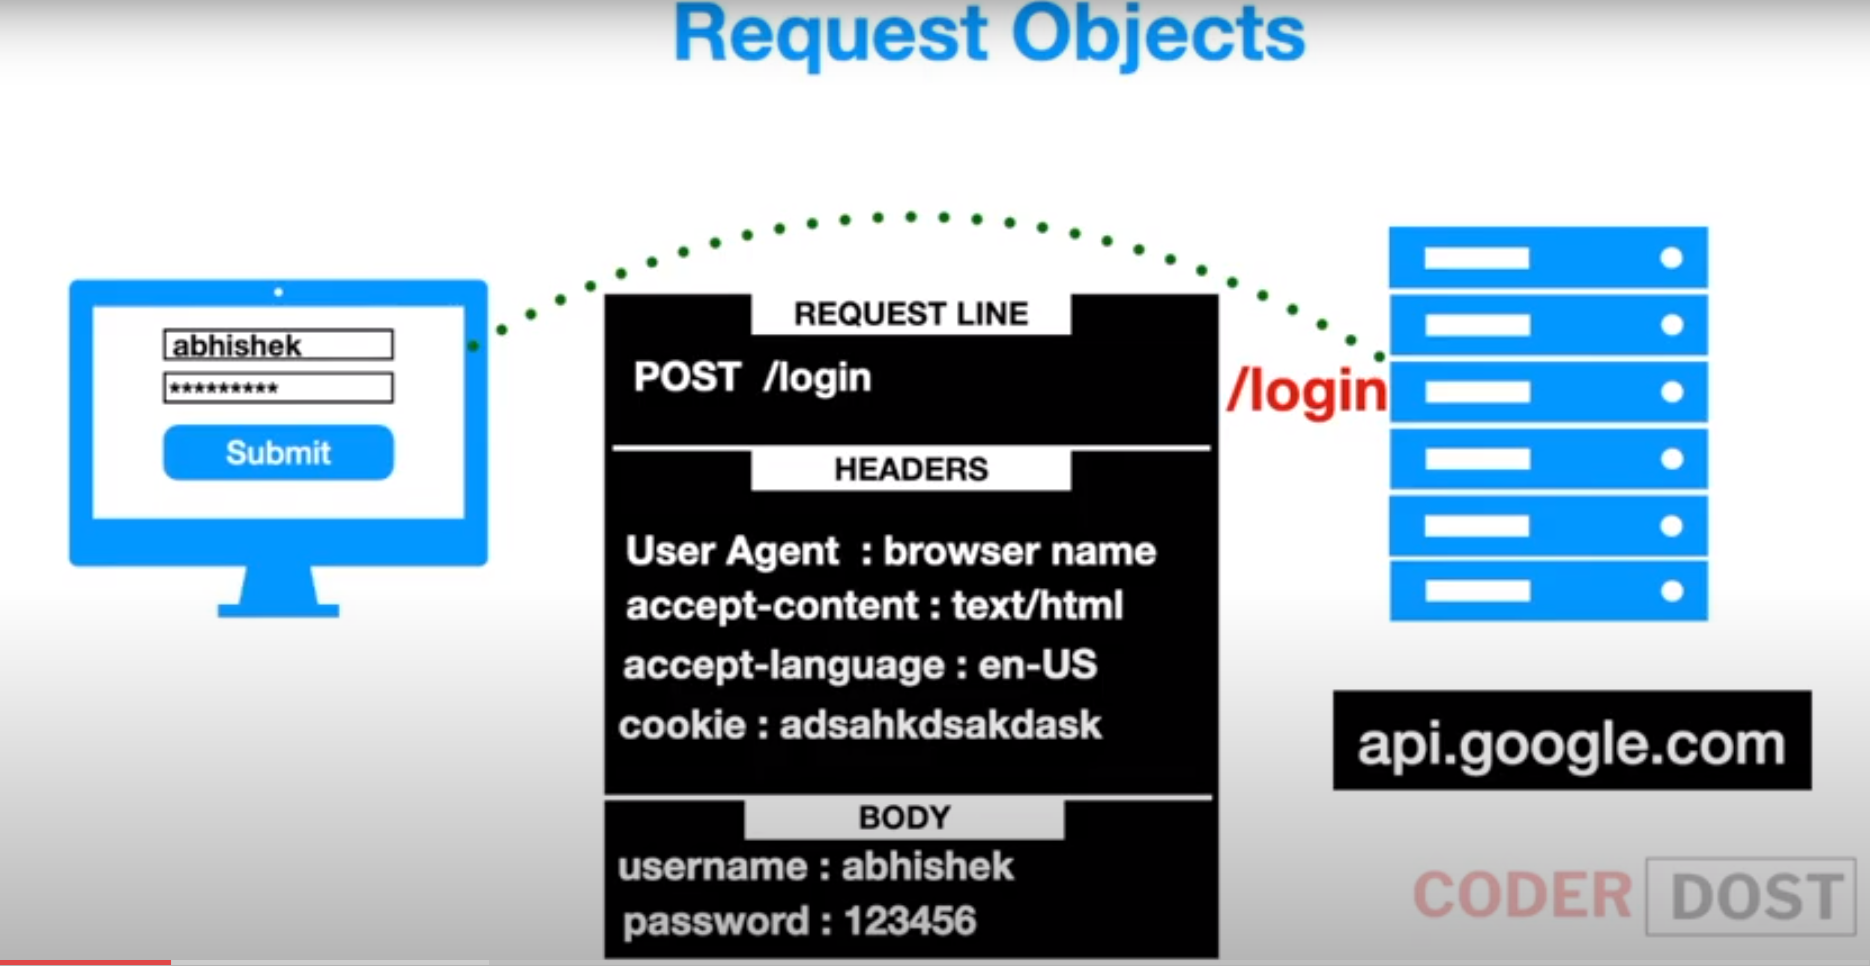 Request Objects
abhishek
*********
Submit
REQUEST LINE
POST /login
HEADERS
User Agent : browser name
accept-content : text/html
accept-language : en-US
cookie : adsahkdsakdask
BODY
username : abhishek
password : 123456
/login
api.google.com
CODER DOST